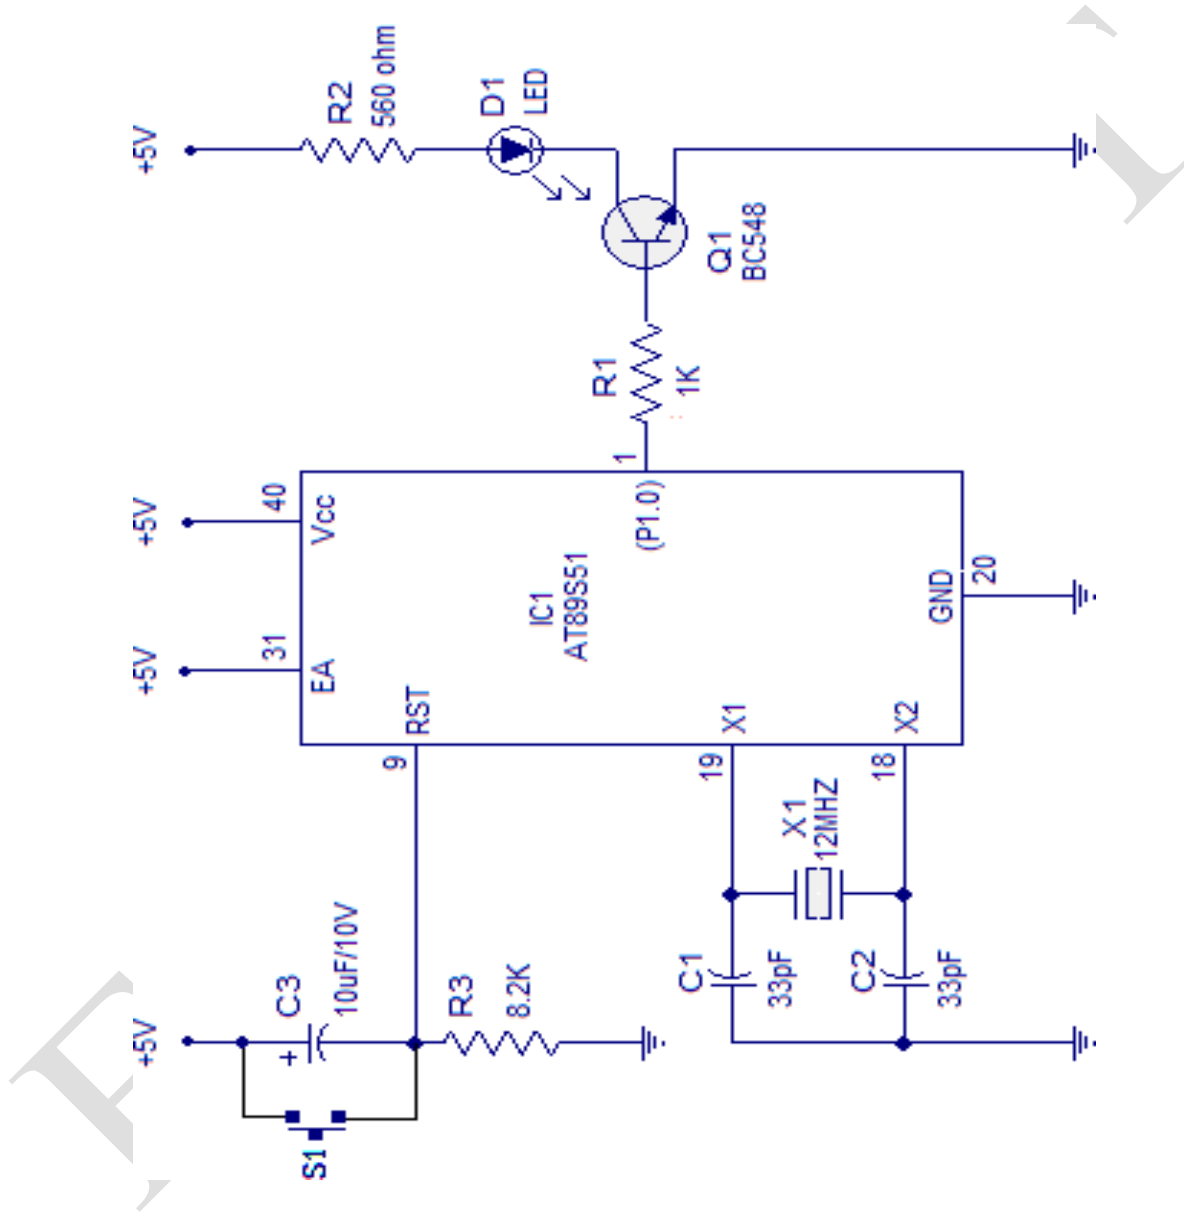 +5V
R2
560 ohm
D1
LED
Q1
BC548
R1
1K
1
(P1.0)
+5V
40
Vcc
+5V
31
EA
IC1
AT89S51
GND
20
RST
9
X1
19
X2
18
X1
12MHZ
C1
33pF
C2
33pF
+5V
C3
10uF/10V
+
R3
8.2K
S1